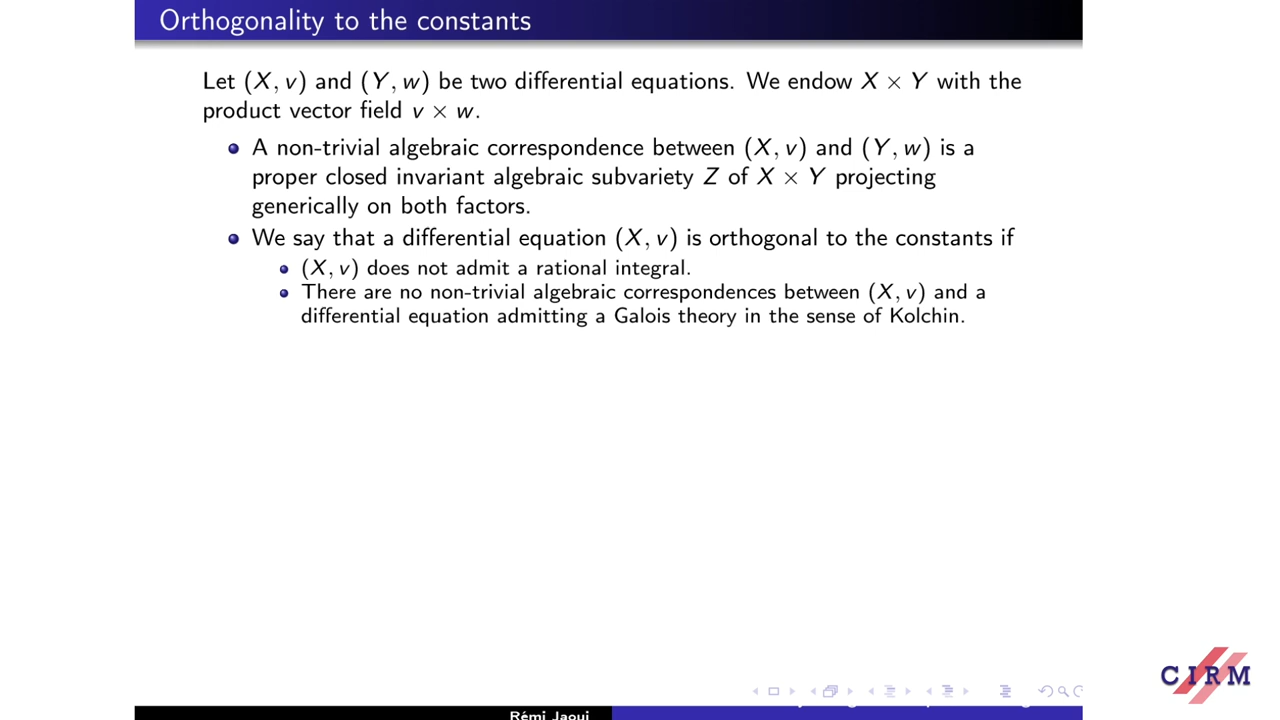 Orthogonality to the constants
Let (X, v) and (Y, w) be two differential equations. We endow X × Y with the
product vector field v × w.
A non-trivial algebraic correspondence between (X, v) and (Y, w) is a
proper closed invariant algebraic subvariety Z of X × Y projecting
generically on both factors.
We say that a differential equation (X, v) is orthogonal to the constants if
(X, v) does not admit a rational integral.
There are no non-trivial algebraic correspondences between (X, v) and a
differential equation admitting a Galois theory in the sense of Kolchin.
CIRM
Rémi Jaoui